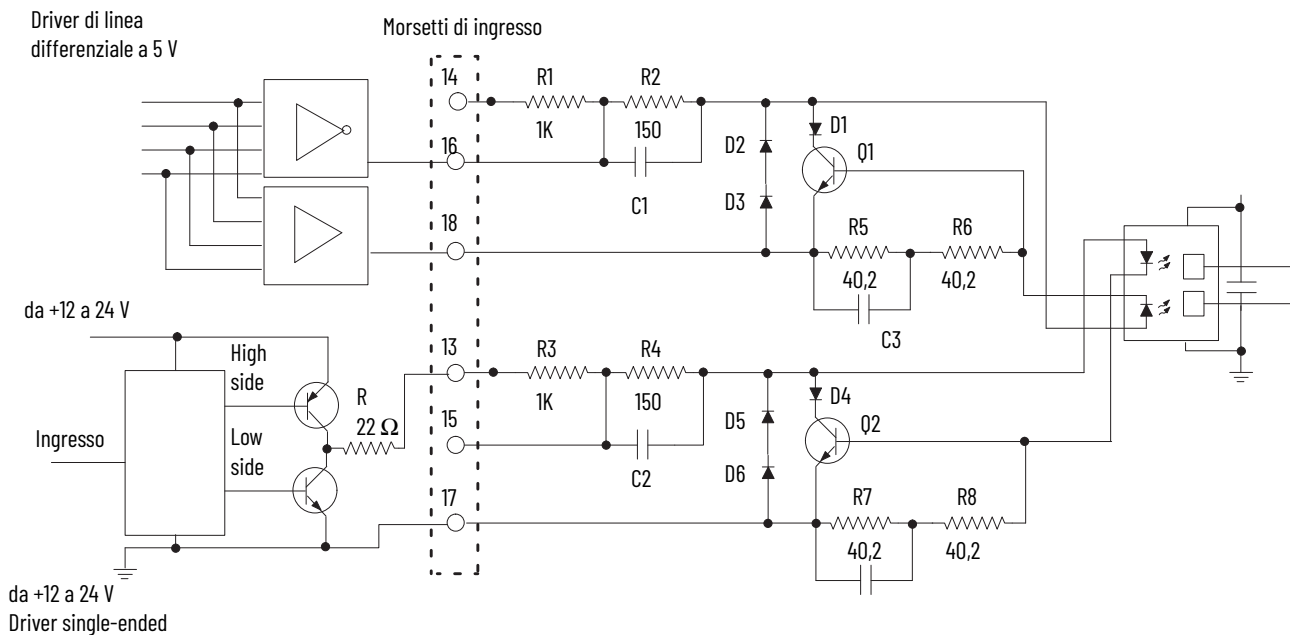 Driver di linea
differenziale a 5 V
Morsetti di ingresso
14
R1
R2
1K
150
D1
16
D2
Q1
C1
D3
18
R5
R6
40,2
40,2
C3
da +12 a 24 V
High
side
13
R3
R4
R
22 Ω
1K
150
D4
Q2
D5
Ingresso
Low
side
15
C2
D6
17
R7
R8
40,2
40,2
da +12 a 24 V
Driver single-ended